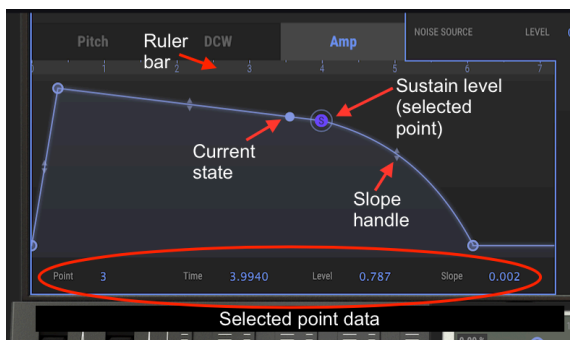 Pitch
Ruler
bar
DCW
Amp
NOISE SOURCE
LEVEL
0 1 2 3 4 5 6 7
Sustain level
(selected
point)
S
Current
state
Slope
handle
Point 3 Time 3.9940 Level 0.787 Slope 0.002
Selected point data
0.00 %